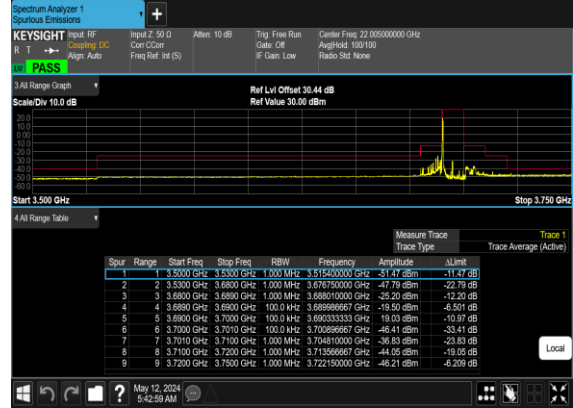 Spectrum Analyzer 1
Spurious Emissions
+
KEYSIGHT Input: RF Input Z: 50 Ω Atten: 10 dB Trig: Free Run Center Freq: 22.005000000 GHz
R T Coupling: DC Corr CCorr Gate: Off Avg|Hold: 100/100
Align: Auto Freq Ref: Int (S) IF Gain: Low Radio Std: None
PASS
3 All Range Graph
Ref Lvl Offset 30.44 dB
Scale/Div 10.0 dB Ref Value 30.00 dBm
20.0
10.0
0.00
-10.0
-20.0
-30.0
-40.0
-50.0
-60.0
Start 3.500 GHz Stop 3.750 GHz
4 All Range Table
Measure Trace Trace 1
Trace Type Trace Average (Active)
Spur Range Start Freq Stop Freq RBW Frequency Amplitude ΔLimit
1 1 3.5000 GHz 3.5300 GHz 1.000 MHz 3.515400000 GHz -51.47 dBm -11.47 dB
2 2 3.5300 GHz 3.6800 GHz 1.000 MHz 3.676750000 GHz -47.79 dBm -22.79 dB
3 3 3.6800 GHz 3.6890 GHz 1.000 MHz 3.688010000 GHz -25.20 dBm -12.20 dB
4 4 3.6890 GHz 3.6900 GHz 100.0 kHz 3.689986667 GHz -19.50 dBm -6.501 dB
5 5 3.6900 GHz 3.7000 GHz 100.0 kHz 3.690333333 GHz 19.03 dBm -10.97 dB
6 6 3.7000 GHz 3.7010 GHz 100.0 kHz 3.700896667 GHz -46.41 dBm -33.41 dB
7 7 3.7010 GHz 3.7100 GHz 1.000 MHz 3.704810000 GHz -36.83 dBm -23.83 dB
8 8 3.7100 GHz 3.7200 GHz 1.000 MHz 3.713566667 GHz -44.05 dBm -19.05 dB
9 9 3.7200 GHz 3.7500 GHz 1.000 MHz 3.722150000 GHz -46.21 dBm -6.209 dB
Local
? May 12, 2024
5:42:59 AM